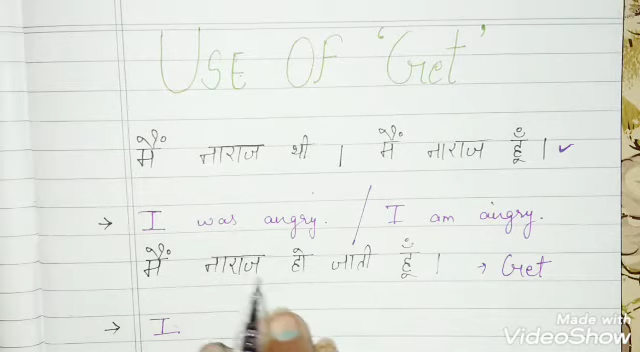 USE OF 'Get'
मैं नाराज थी । मैं नाराज हूँ । ✓
→ I was angry. / I am angry.
मैं नाराज हो जाती हूँ । → Get
→ I
Made with
VideoShow